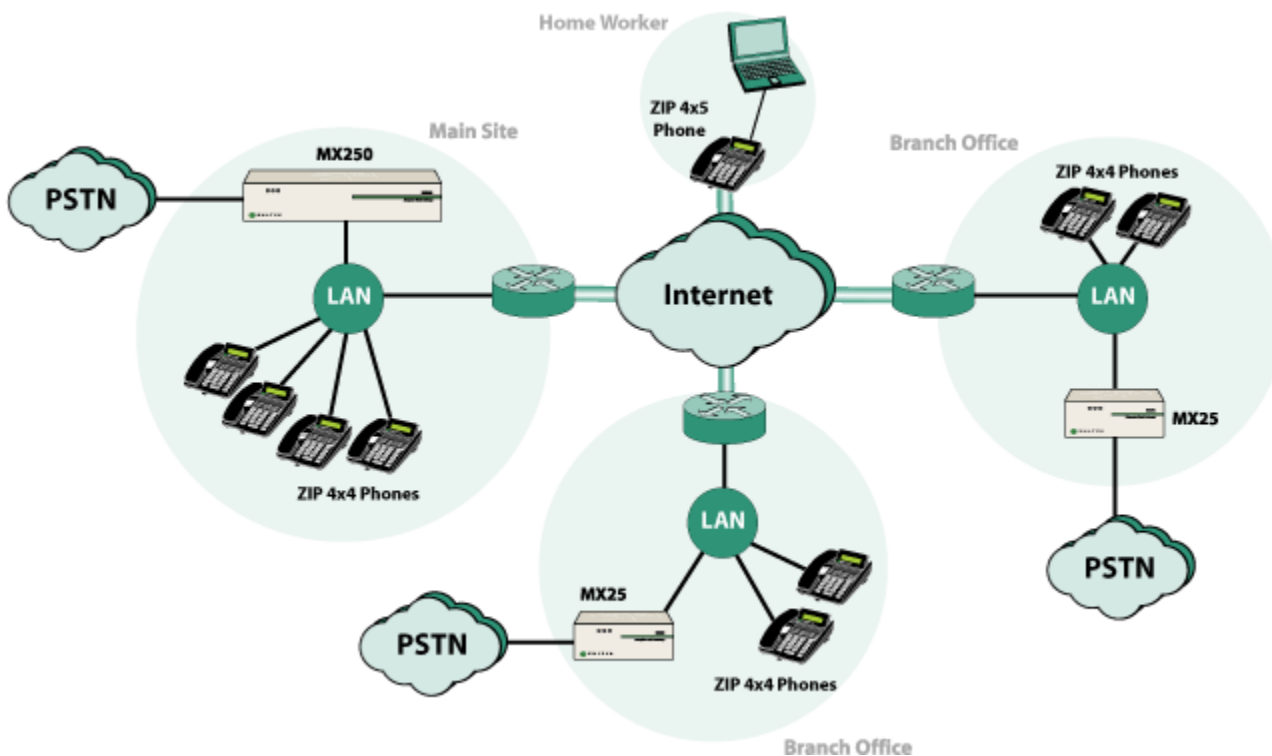 Home Worker
ZIP 4x5
Phone
Main Site
MX250
PSTN
LAN
ZIP 4x4 Phones
Internet
Branch Office
ZIP 4x4 Phones
LAN
MX25
PSTN
LAN
MX25
PSTN
ZIP 4x4 Phones
Branch Office